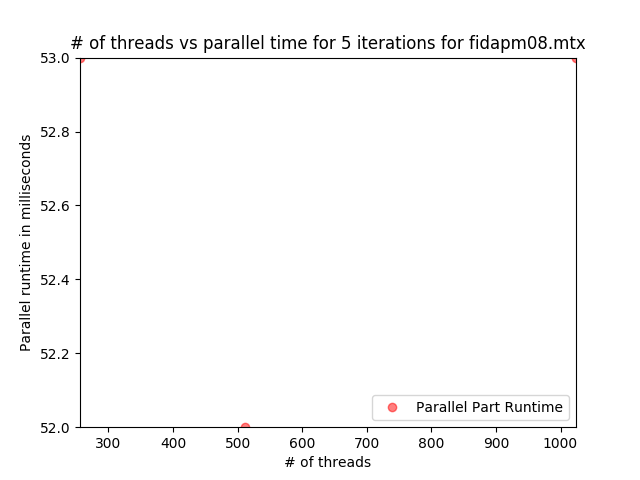 # of threads vs parallel time for 5 iterations for fidapm08.mtx
53.0
52.8
52.6
52.4
52.2
52.0
Parallel runtime in milliseconds
Parallel Part Runtime
300 400 500 600 700 800 900 1000
# of threads